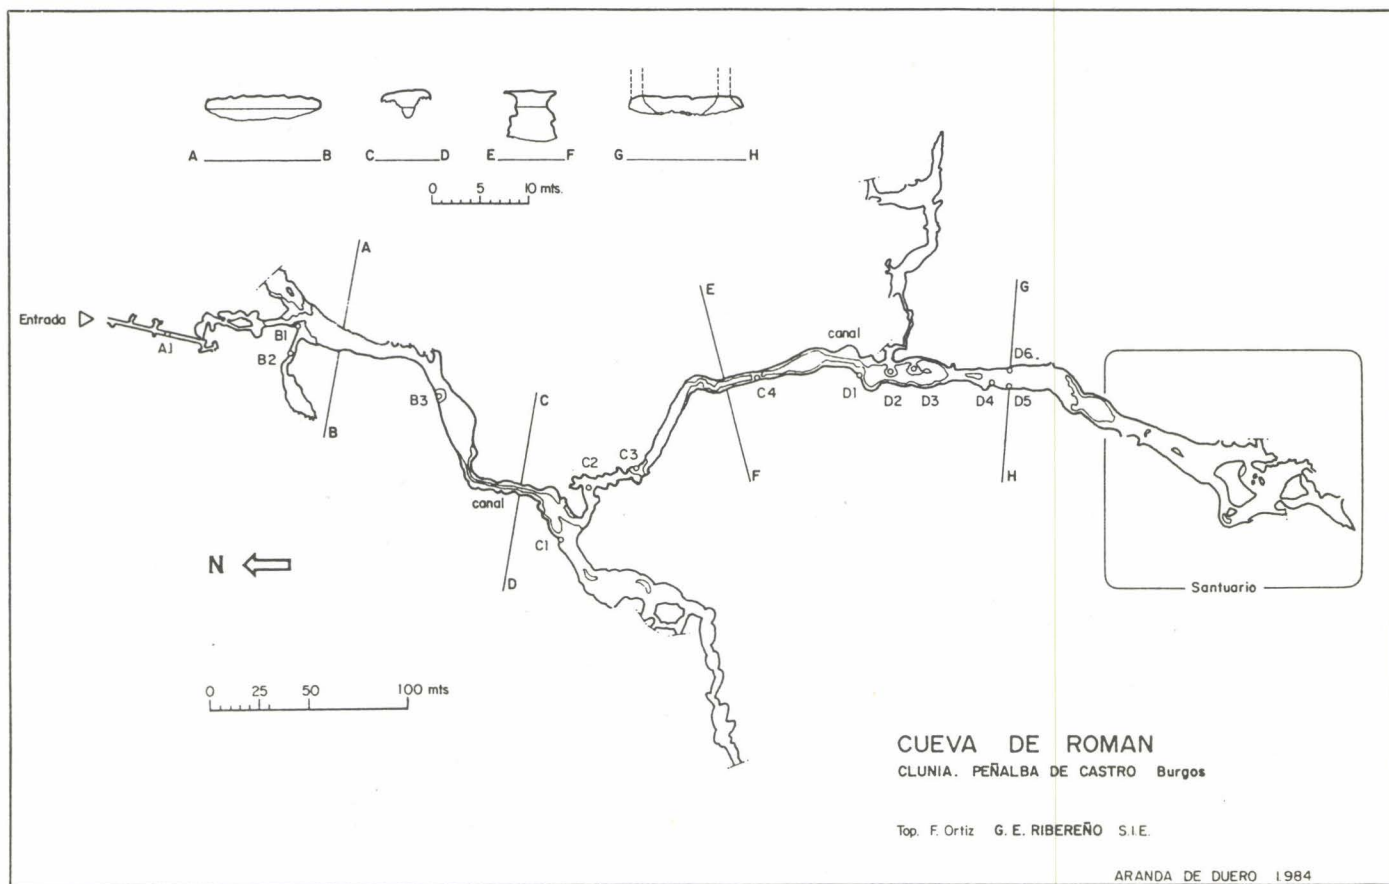 A B C D E F G H
0 5 10 mts.
A
E
G
Entrada
canal
A1
B1
B2
D6.
D1 D2 D3 D4 D5
C4
B3
C
B
C2 C3
F
H
canal
C1
N
D
Santuario
0 25 50 100 mts
CUEVA DE ROMAN
CLUNIA. PEÑALBA DE CASTRO Burgos
Top. F. Ortiz G. E. RIBEREÑO S.I.E.
ARANDA DE DUERO 1984